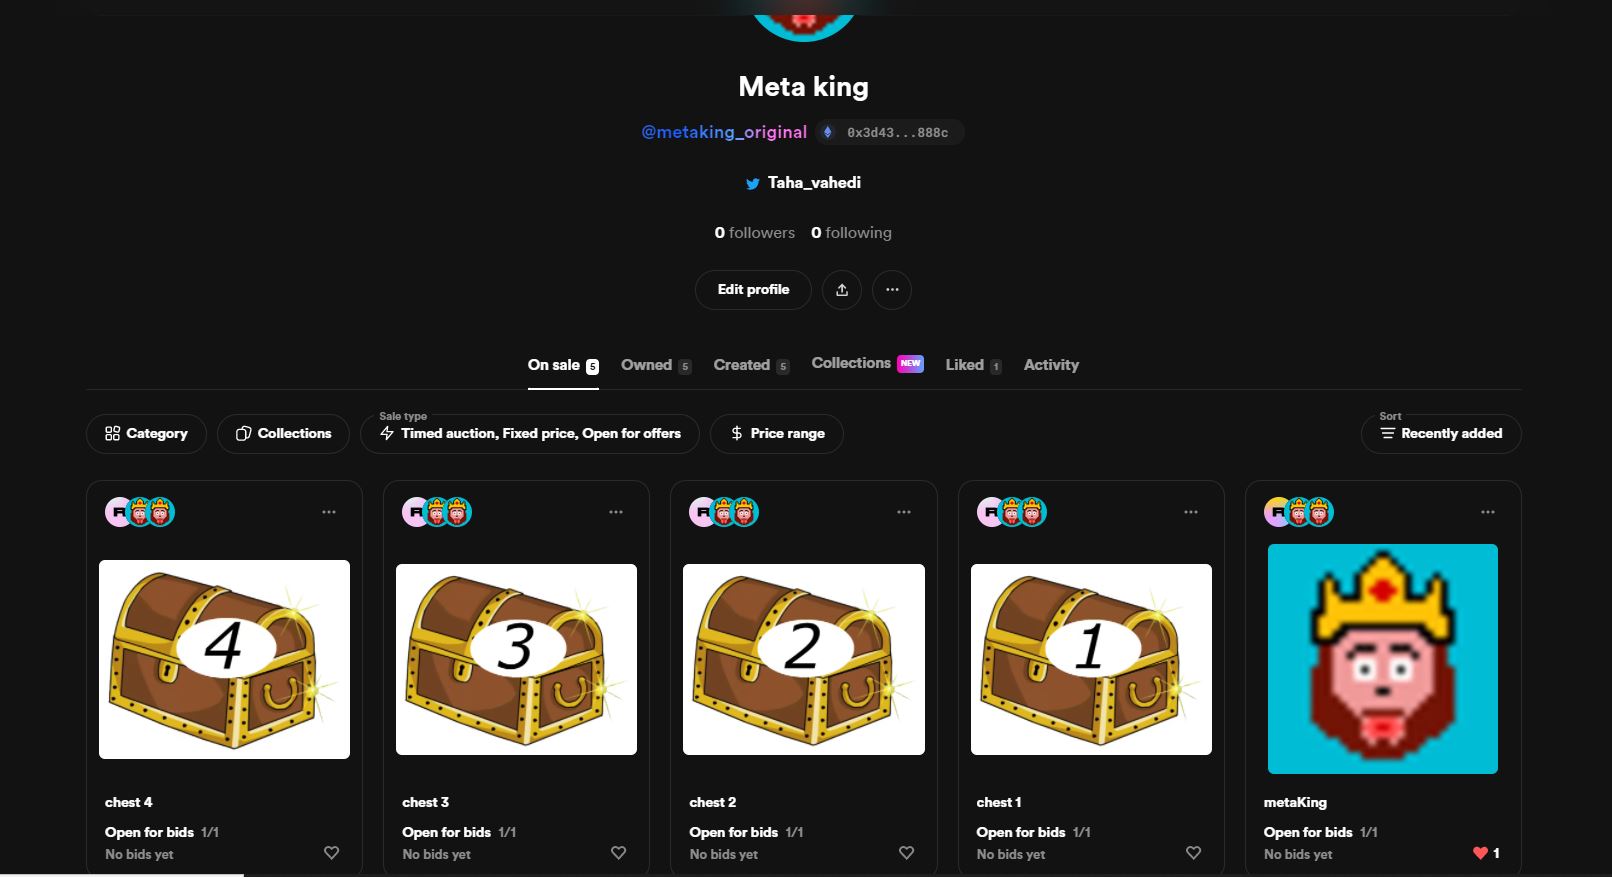 Meta king
@metaking_original 0x3d43...888c
Taha_vahedi
0 followers 0 following
Edit profile
On sale 5 Owned 5 Created 5 Collections NEW Liked 1 Activity
Category Collections Sale type Timed auction, Fixed price, Open for offers Price range Sort Recently added
4 3 2 1
chest 4 chest 3 chest 2 chest 1 metaKing
Open for bids 1/1 Open for bids 1/1 Open for bids 1/1 Open for bids 1/1 Open for bids 1/1
No bids yet No bids yet No bids yet No bids yet No bids yet 1